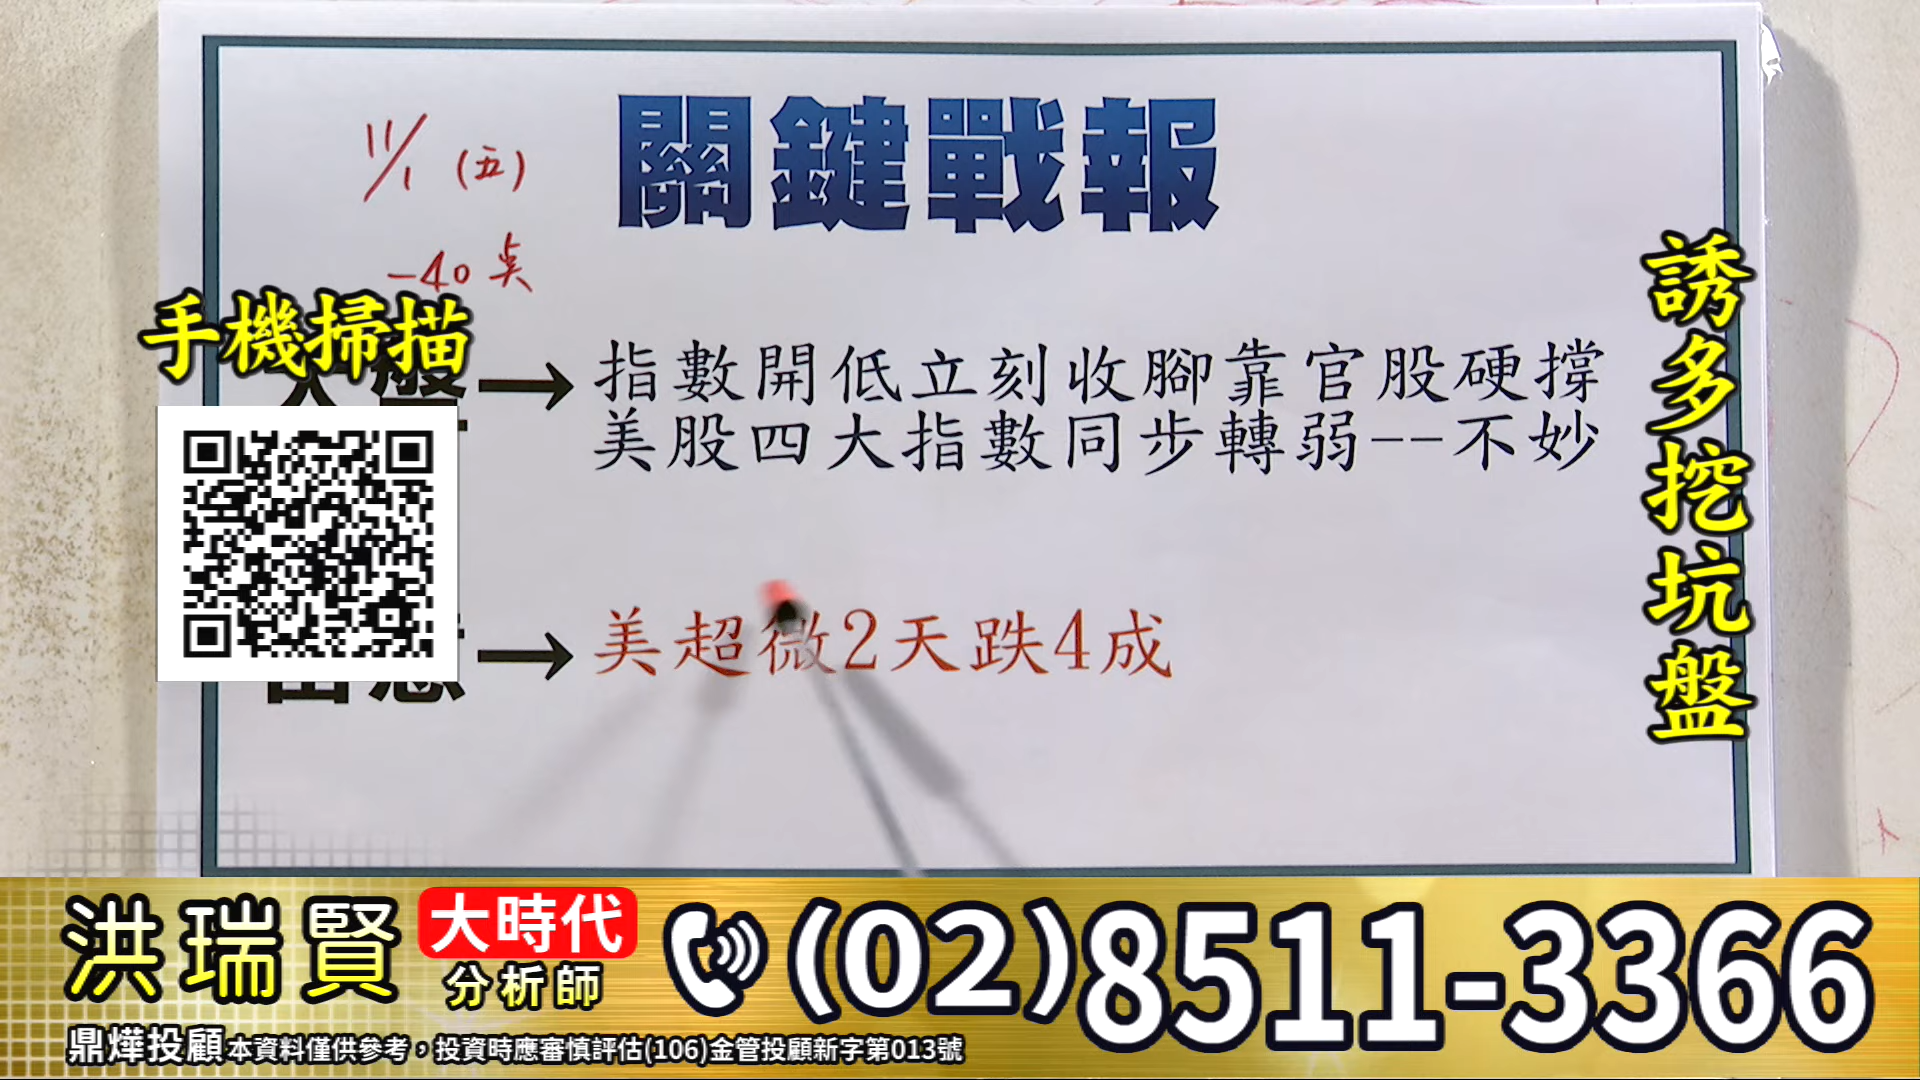 關鍵戰報
11/1 (五)
-40點
手機掃描
→指數開低立刻收腳靠官股硬撐
美股四大指數同步轉弱--不妙
→美超微2天跌4成
誘多挖坑盤
洪瑞賢
大時代
分析師
(02)8511-3366
鼎燁投顧 本資料僅供參考，投資時應審慎評估(106)金管投顧新字第013號